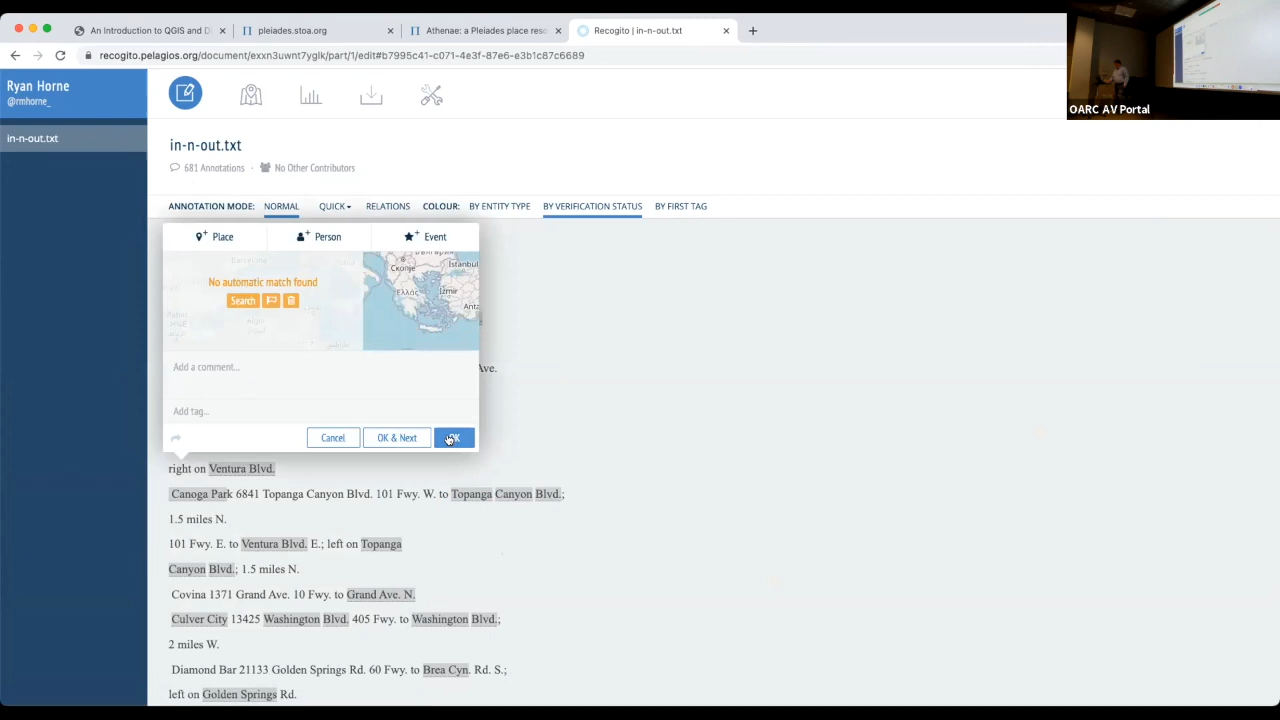 An Introduction to QGIS and D
pleiades.stoa.org
Athenae: a Pleiades place reso
Recogito | in-n-out.txt
recogito.pelagios.org/document/exxn3uwnt7yglk/part/1/edit#b7995c41-c071-4e3f-87e6-e3b1c87c6689
OARC AV Portal
Ryan Horne
@rmhorne_
in-n-out.txt
in-n-out.txt
681 Annotations · No Other Contributors
ANNOTATION MODE: NORMAL QUICK RELATIONS COLOUR: BY ENTITY TYPE BY VERIFICATION STATUS BY FIRST TAG
Place Person Event
No automatic match found
Search
Скопје
Istanbul
Ελλάς
İzmir
Anta
Add a comment...
Ave.
Add tag...
Cancel OK & Next OK
right on Ventura Blvd.
Canoga Park 6841 Topanga Canyon Blvd. 101 Fwy. W. to Topanga Canyon Blvd.;
1.5 miles N.
101 Fwy. E. to Ventura Blvd. E.; left on Topanga
Canyon Blvd.; 1.5 miles N.
Covina 1371 Grand Ave. 10 Fwy. to Grand Ave. N.
Culver City 13425 Washington Blvd. 405 Fwy. to Washington Blvd.;
2 miles W.
Diamond Bar 21133 Golden Springs Rd. 60 Fwy. to Brea Cyn. Rd. S.;
left on Golden Springs Rd.